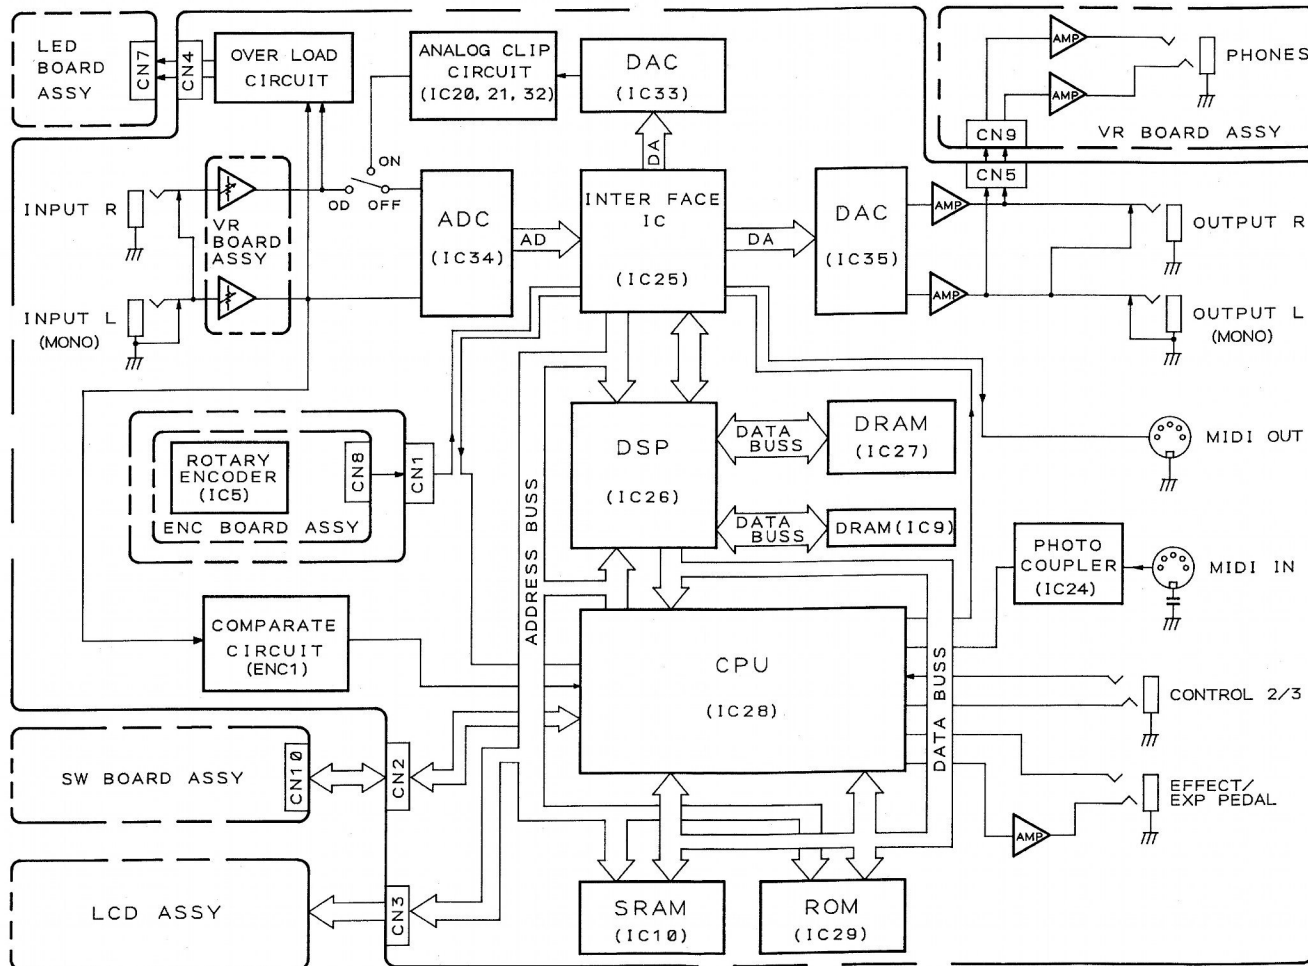 LED
BOARD
ASSY
CN7
CN4
OVER LOAD
CIRCUIT
ANALOG CLIP
CIRCUIT
(IC20, 21, 32)
DAC
(IC33)
AMP
AMP
PHONES
CN9
VR BOARD ASSY
CN5
DA
ON
OD
OFF
INPUT R
VR
BOARD
ASSY
INPUT L
(MONO)
ADC
(IC34)
AD
INTER FACE
IC
(IC25)
DA
DAC
(IC35)
AMP
AMP
OUTPUT R
OUTPUT L
(MONO)
ROTARY
ENCODER
(IC5)
CN8
CN1
ENC BOARD ASSY
ADDRESS BUSS
DSP
(IC26)
DATA
BUSS
DRAM
(IC27)
DATA
BUSS
DRAM(IC9)
MIDI OUT
PHOTO
COUPLER
(IC24)
MIDI IN
COMPARATE
CIRCUIT
(ENC1)
CPU
(IC28)
DATA BUSS
CONTROL 2/3
EFFECT/
EXP PEDAL
AMP
SW BOARD ASSY
CN10
CN2
LCD ASSY
CN3
SRAM
(IC10)
ROM
(IC29)